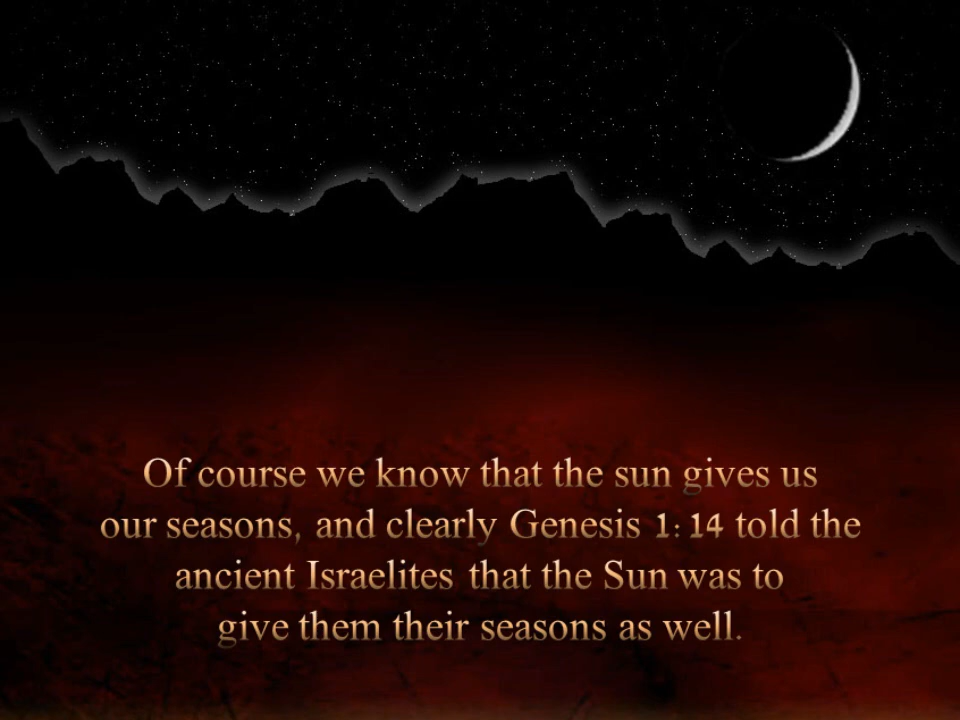 Of course we know that the sun gives us
our seasons, and clearly Genesis 1:14 told the
ancient Israelites that the Sun was to
give them their seasons as well.